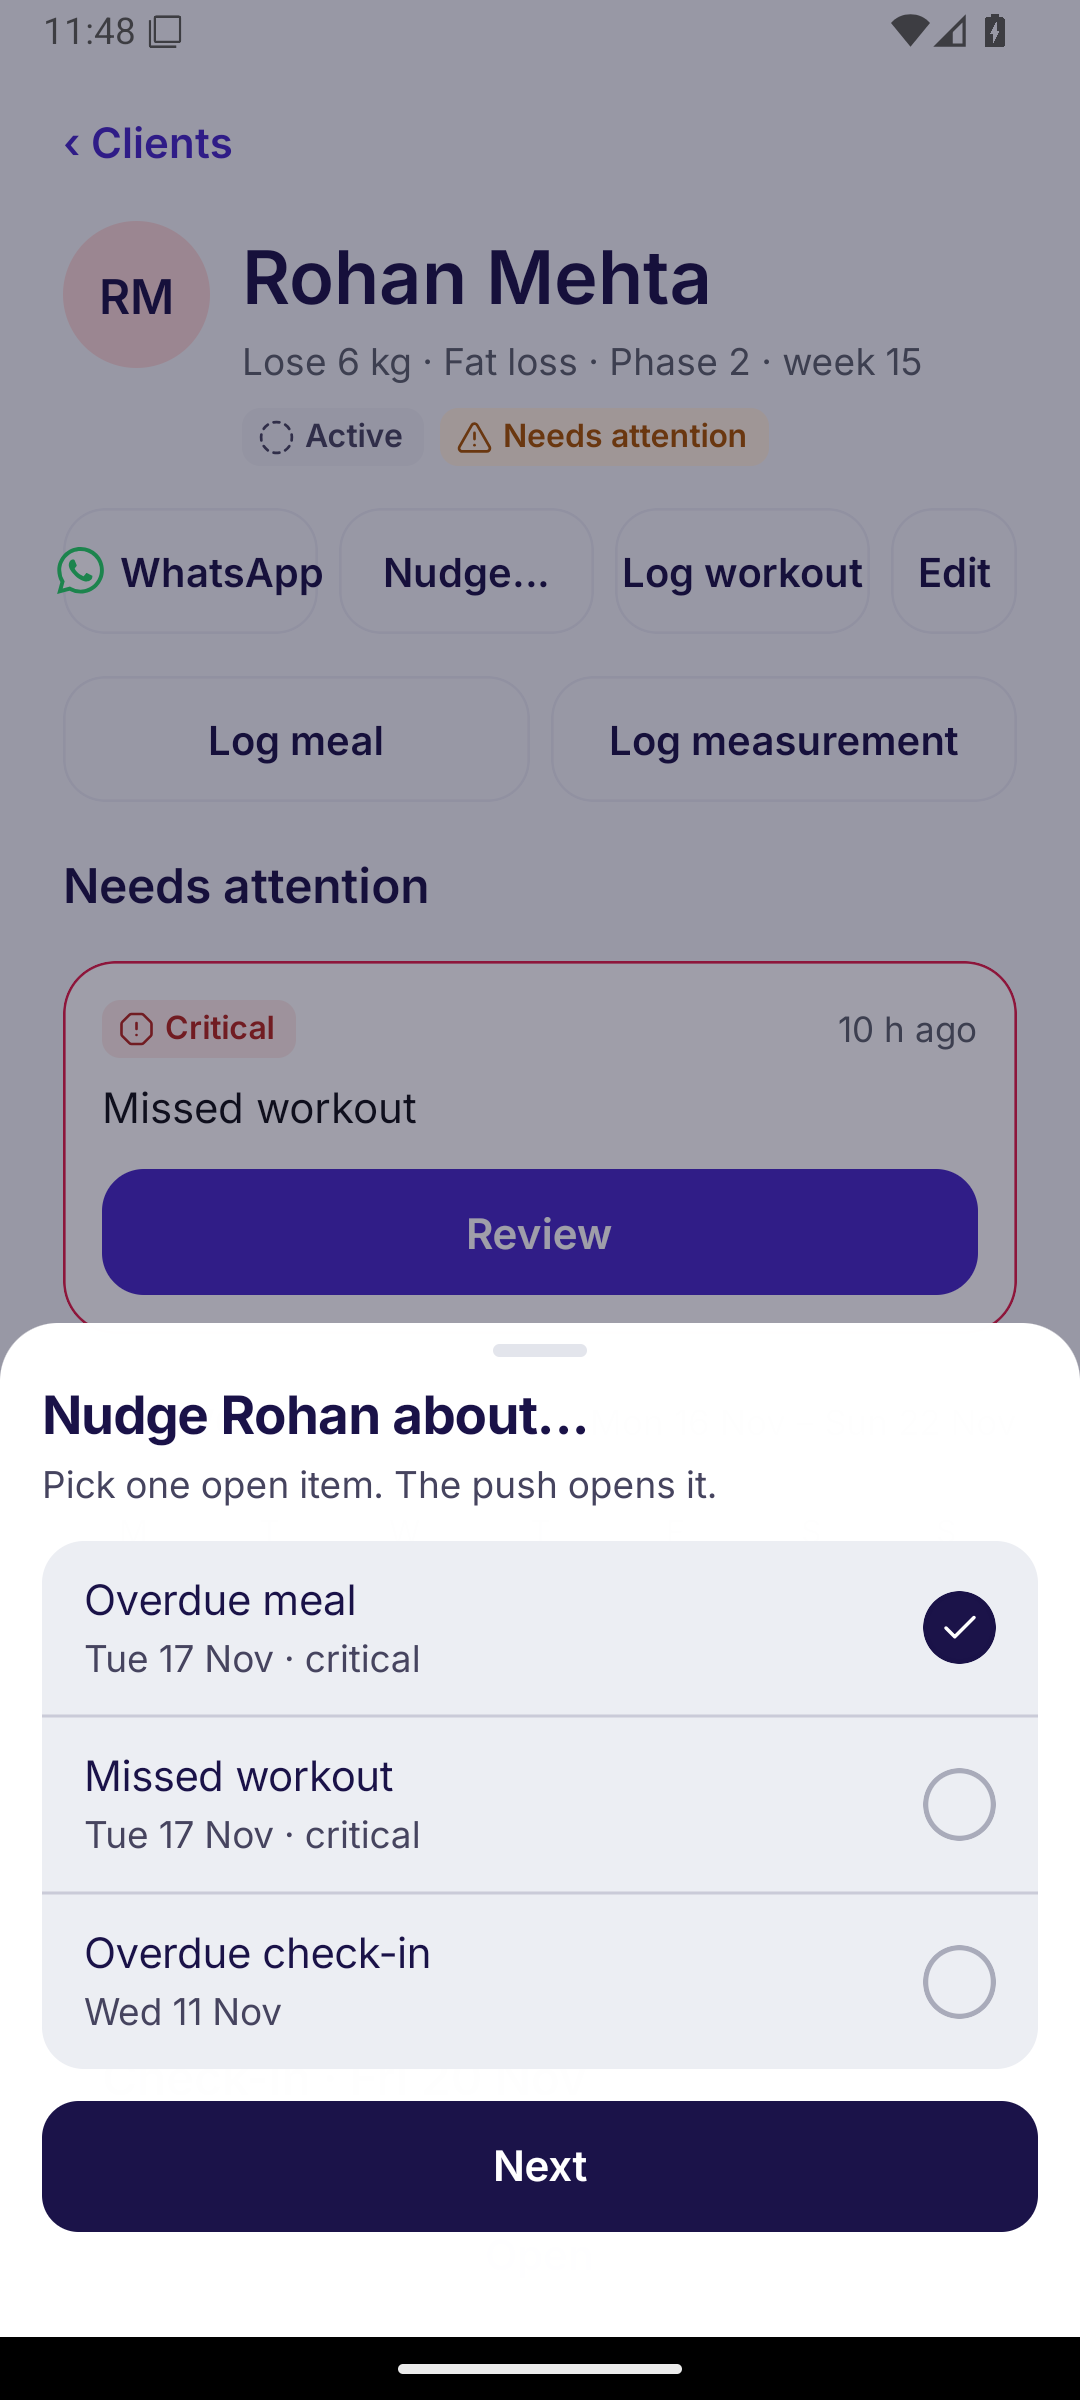 11:48
‹ Clients
RM
Rohan Mehta
Lose 6 kg · Fat loss · Phase 2 · week 15
Active
Needs attention
WhatsApp
Nudge...
Log workout
Edit
Log meal
Log measurement
Needs attention
Critical
10 h ago
Missed workout
Review
Nudge Rohan about...
Pick one open item. The push opens it.
Overdue meal
Tue 17 Nov · critical
Missed workout
Tue 17 Nov · critical
Overdue check-in
Wed 11 Nov
Next